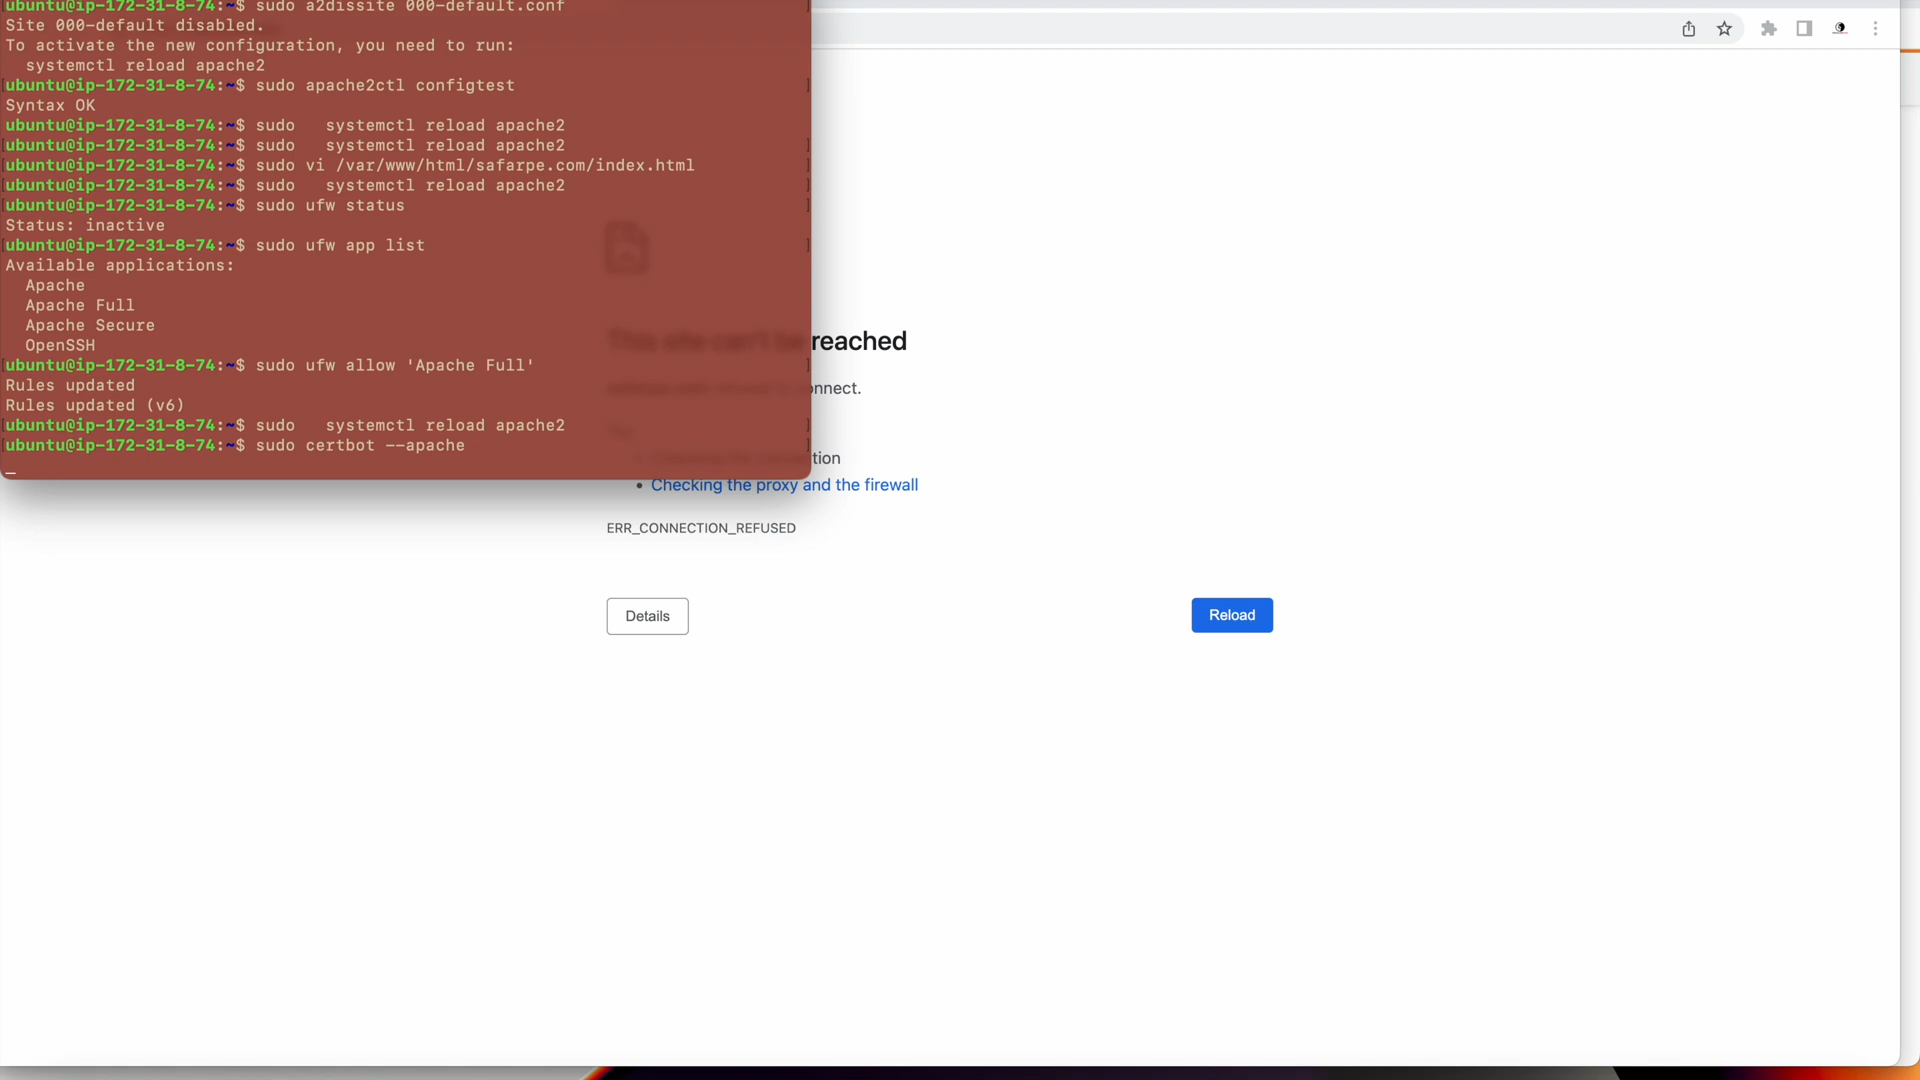 ubuntu@ip-172-31-8-74:~$ sudo a2dissite 000-default.conf
Site 000-default disabled.
To activate the new configuration, you need to run:
  systemctl reload apache2
[ubuntu@ip-172-31-8-74:~$ sudo apache2ctl configtest ]
Syntax OK
ubuntu@ip-172-31-8-74:~$ sudo   systemctl reload apache2
[ubuntu@ip-172-31-8-74:~$ sudo   systemctl reload apache2 ]
[ubuntu@ip-172-31-8-74:~$ sudo vi /var/www/html/safarpe.com/index.html ]
[ubuntu@ip-172-31-8-74:~$ sudo   systemctl reload apache2 ]
[ubuntu@ip-172-31-8-74:~$ sudo ufw status ]
Status: inactive
[ubuntu@ip-172-31-8-74:~$ sudo ufw app list ]
Available applications:
  Apache
  Apache Full
  Apache Secure
  OpenSSH
[ubuntu@ip-172-31-8-74:~$ sudo ufw allow 'Apache Full' ]
Rules updated
Rules updated (v6)
[ubuntu@ip-172-31-8-74:~$ sudo   systemctl reload apache2 ]
[ubuntu@ip-172-31-8-74:~$ sudo certbot --apache ]
This site can't be reached
nnect.
tion
• Checking the proxy and the firewall
ERR_CONNECTION_REFUSED
Details
Reload